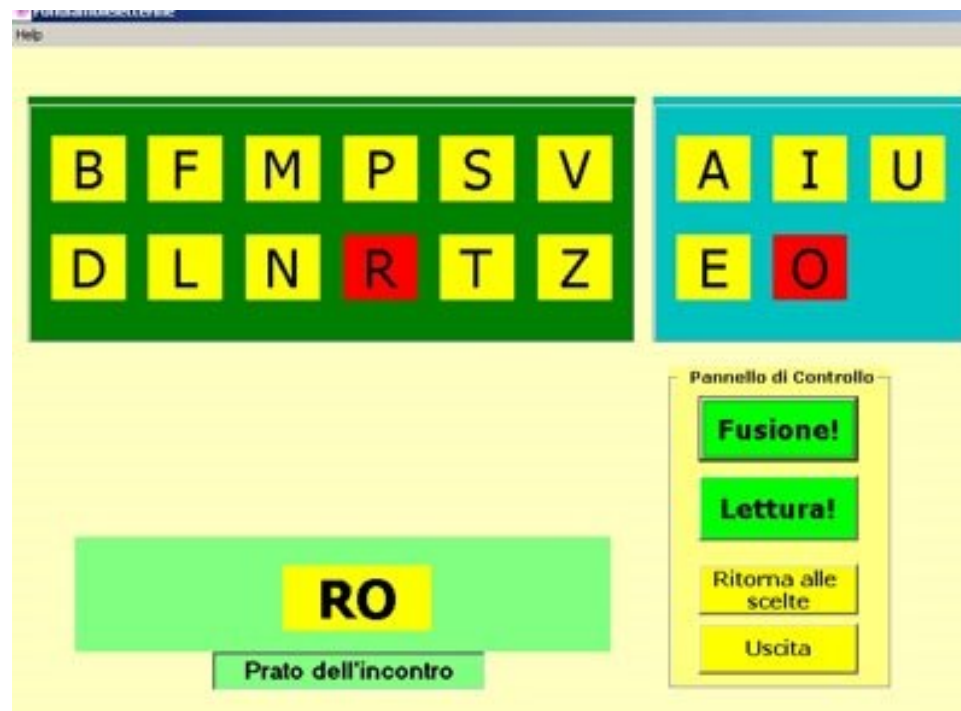 Help
B F M P S V
D L N R T Z
A I U
E O
Pannello di Controllo
Fusione!
Lettura!
Ritorna alle
scelte
Uscita
RO
Prato dell'incontro